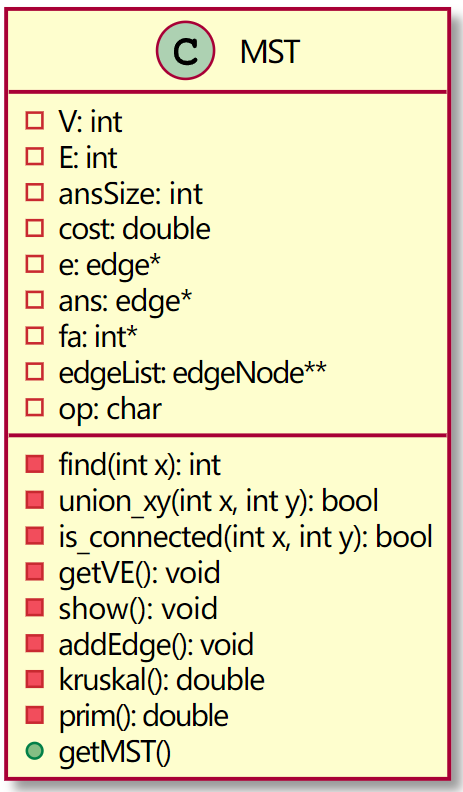 C MST
V: int
E: int
ansSize: int
cost: double
e: edge*
ans: edge*
fa: int*
edgeList: edgeNode**
op: char
find(int x): int
union_xy(int x, int y): bool
is_connected(int x, int y): bool
getVE(): void
show(): void
addEdge(): void
kruskal(): double
prim(): double
getMST()